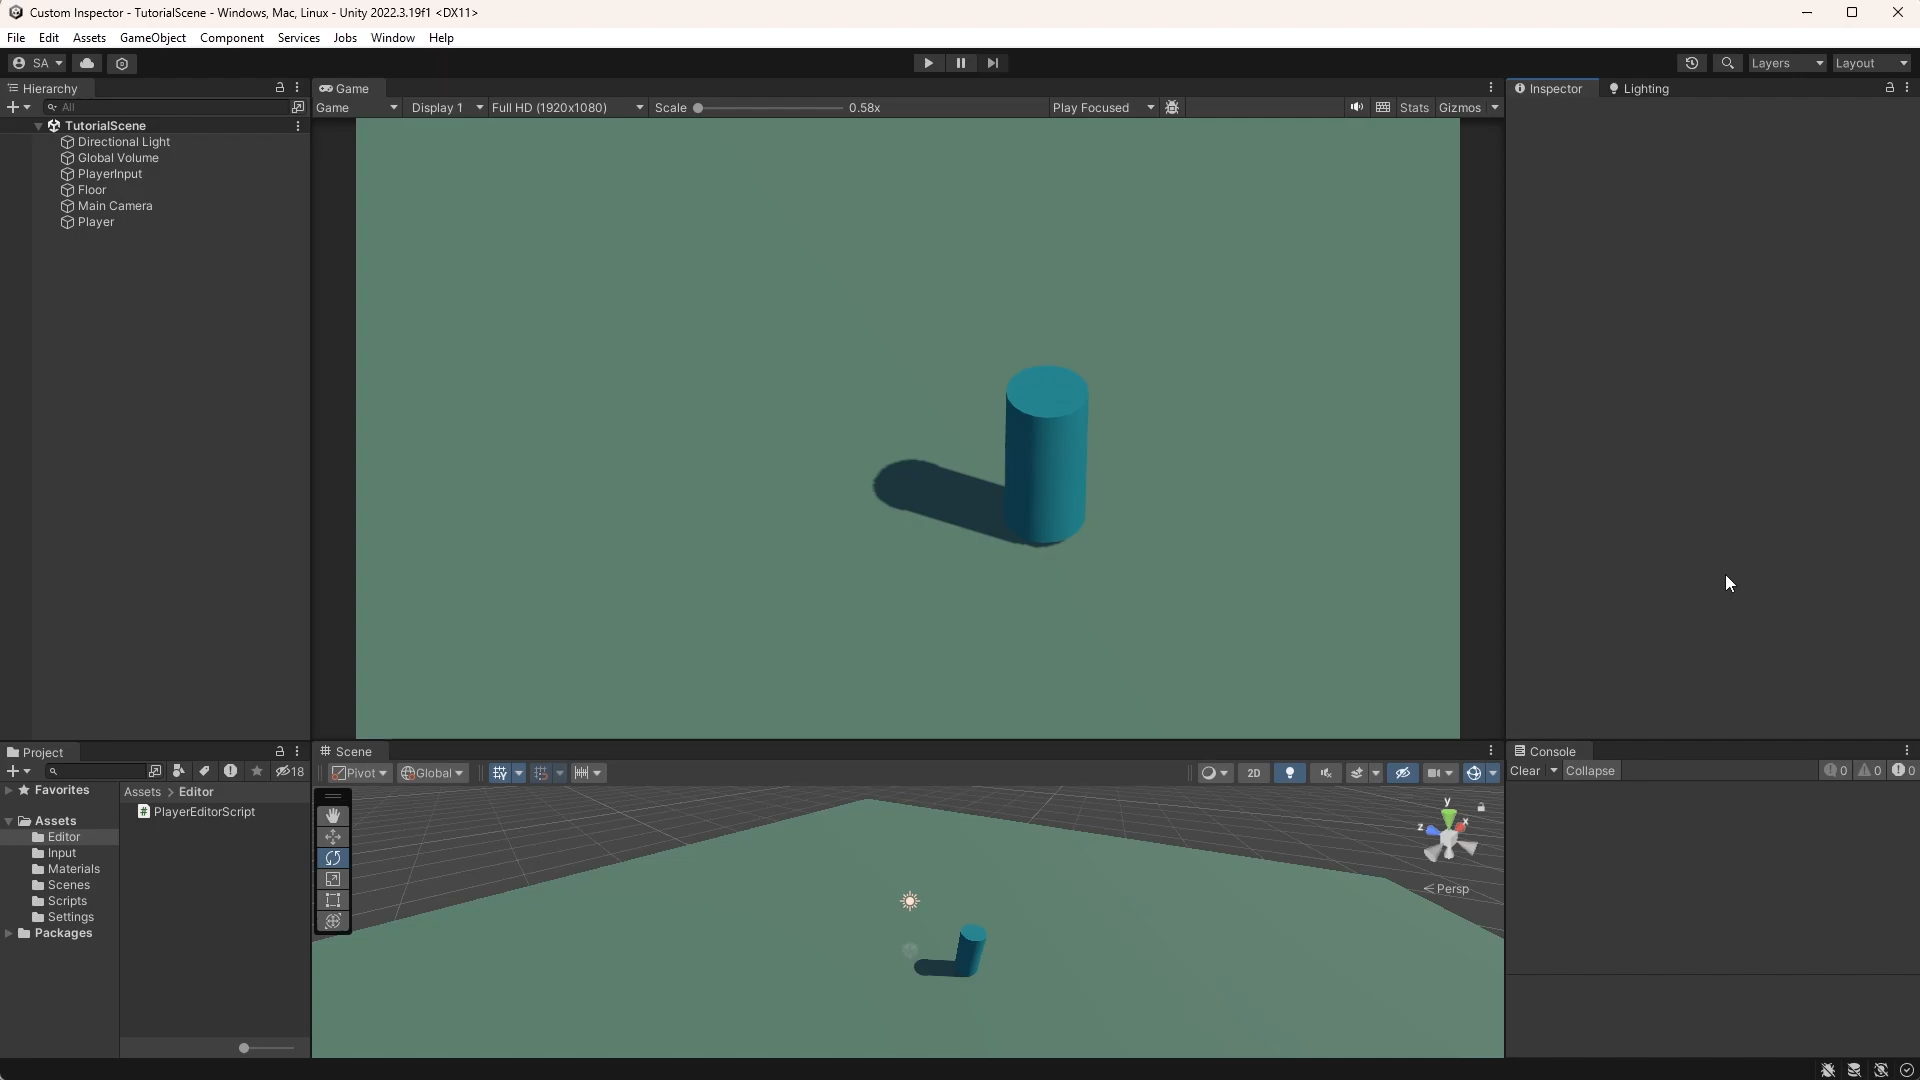 Custom Inspector - TutorialScene - Windows, Mac, Linux - Unity 2022.3.19f1 <DX11>
File Edit Assets GameObject Component Services Jobs Window Help
SA Layers Layout
Hierarchy
All
TutorialScene
Directional Light
Global Volume
PlayerInput
Floor
Main Camera
Player
Game
Game Display 1 Full HD (1920x1080) Scale 0.58x Play Focused Stats Gizmos
Inspector Lighting
Project
18
Favorites
Assets
Editor
Input
Materials
Scenes
Scripts
Settings
Packages
Assets > Editor
# PlayerEditorScript
Scene
Pivot Global 2D
y
z x
Persp
Console
Clear Collapse 0 0 0